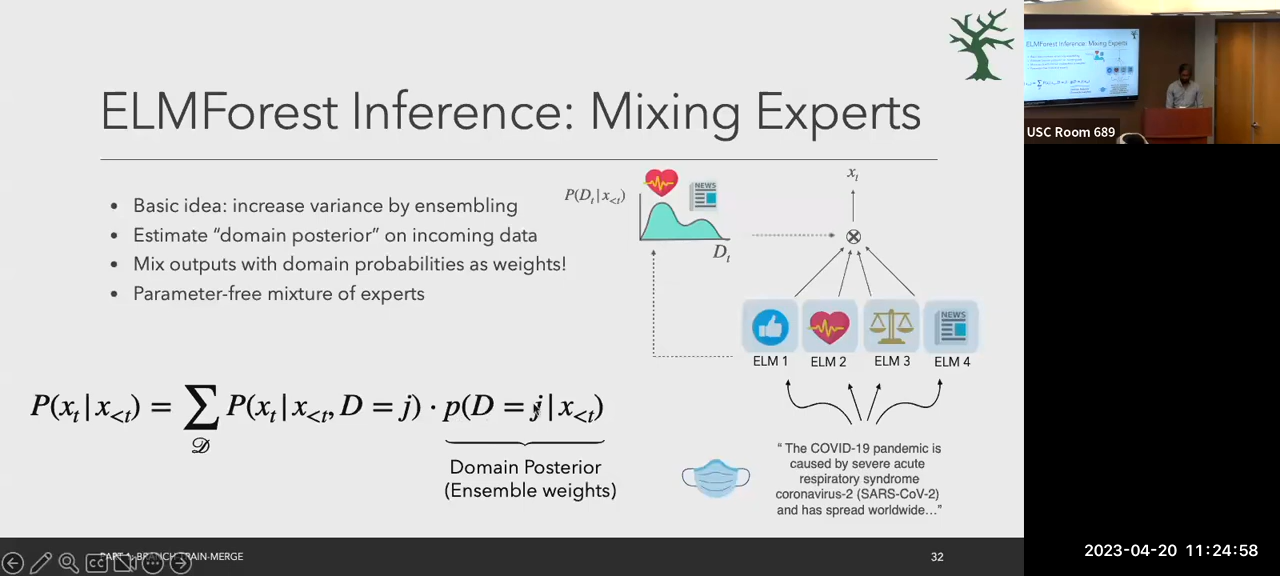 ELMForest Inference: Mixing Experts
• Basic idea: increase variance by ensembling
• Estimate “domain posterior” on incoming data
• Mix outputs with domain probabilities as weights!
• Parameter-free mixture of experts
P(D_t|x_{<t})
NEWS
D_t
x_t
NEWS
ELM 1
ELM 2
ELM 3
ELM 4
P(x_t|x_{<t}) = ∑_𝒟 P(x_t|x_{<t}, D = j) · p(D = j|x_{<t})
Domain Posterior
(Ensemble weights)
“ The COVID-19 pandemic is
caused by severe acute
respiratory syndrome
coronavirus-2 (SARS-CoV-2)
and has spread worldwide…”
32
ELMForest Inference: Mixing Experts
USC Room 689
2023-04-20 11:24:58